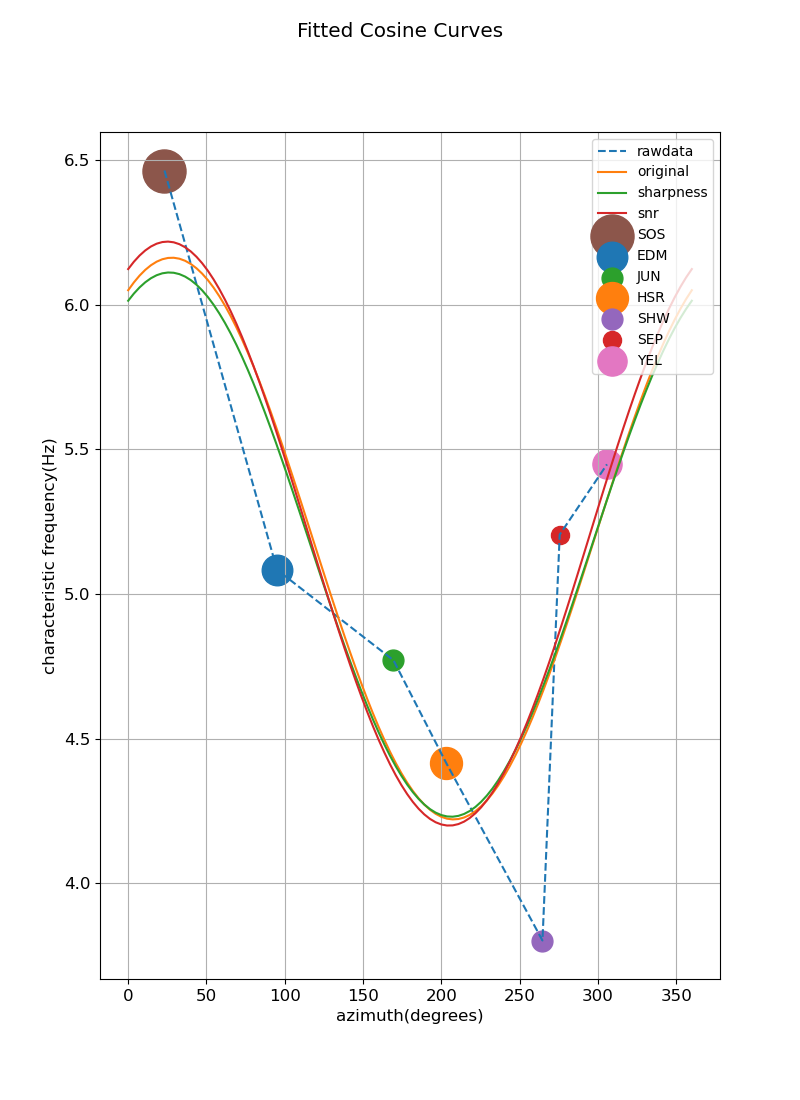 Fitted Cosine Curves
6.5
6.0
5.5
5.0
4.5
4.0
characteristic frequency(Hz)
rawdata
original
sharpness
snr
SOS
EDM
JUN
HSR
SHW
SEP
YEL
0 50 100 150 200 250 300 350
azimuth(degrees)